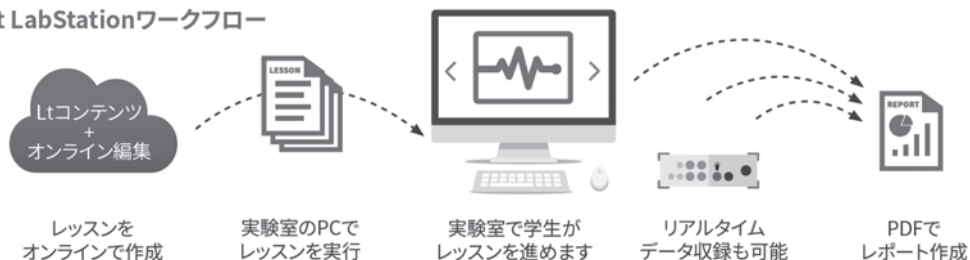 t LabStationワークフロー
LESSON
Ltコンテンツ
+
オンライン編集
REPORT
レッスンを
オンラインで作成
実験室のPCで
レッスンを実行
実験室で学生が
レッスンを進めます
リアルタイム
データ収録も可能
PDFで
レポート作成